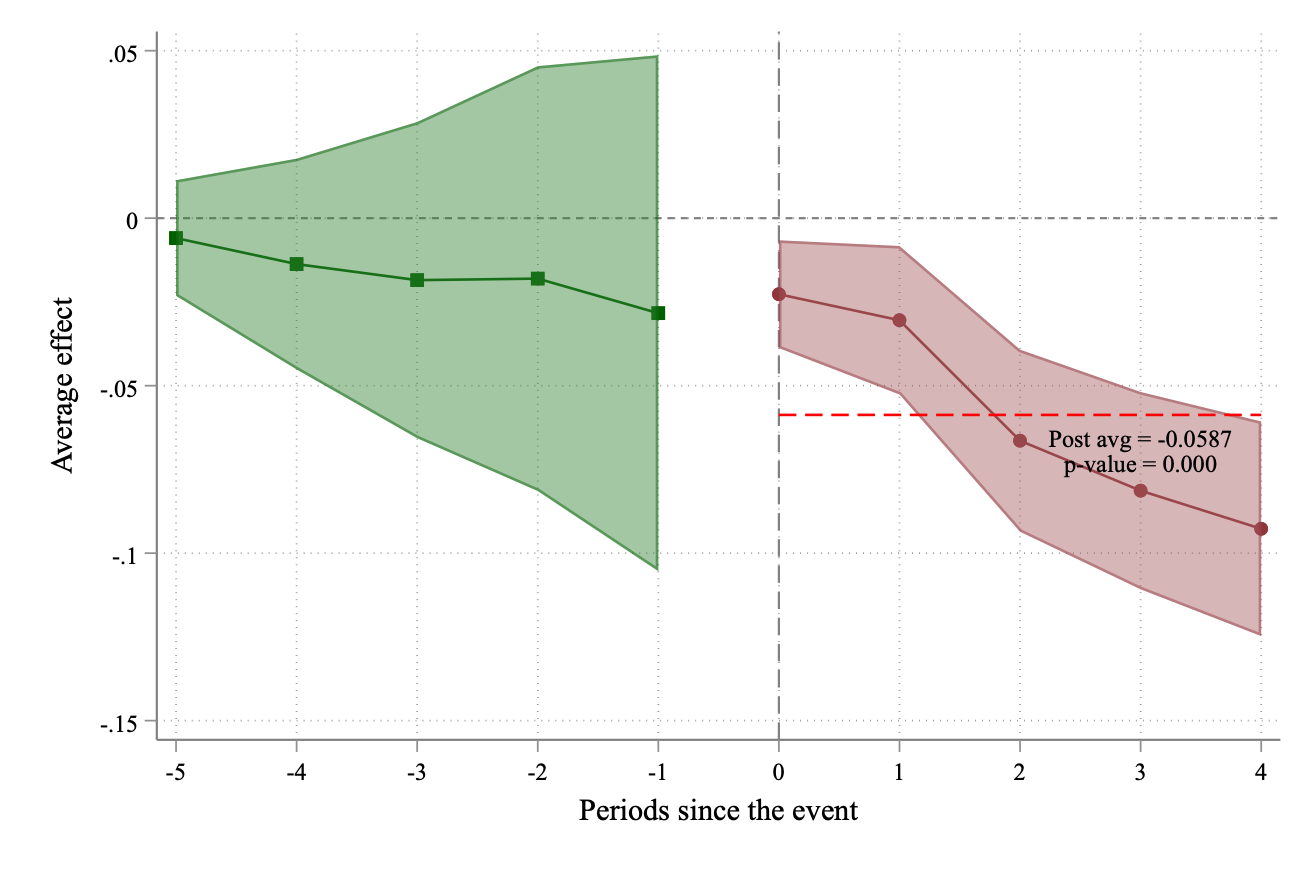 .05
0
-.05
-.1
-.15
Average effect
Post avg = -0.0587
p-value = 0.000
-5 -4 -3 -2 -1 0 1 2 3 4
Periods since the event